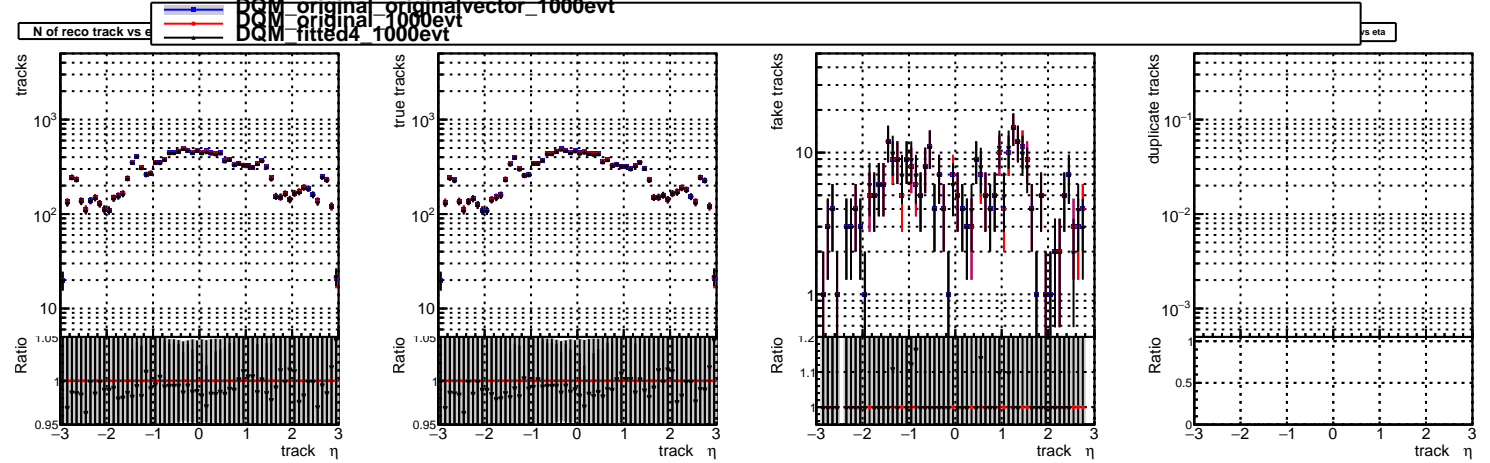 DQM_original_originalvector_1000evt
DQM_original_1000evt
DQM_fitted4_1000evt
N of reco track vs e
vs eta
tracks
10³
10²
10
Ratio
1.05
1
0.95
−3 −2 −1 0 1 2 3
track η
true tracks
10³
10²
10
Ratio
1.05
1
0.95
−3 −2 −1 0 1 2 3
track η
fake tracks
10
1
Ratio
1.2
1.1
1
−3 −2 −1 0 1 2 3
track η
duplicate tracks
10⁻¹
10⁻²
10⁻³
Ratio
1
0.5
0
−3 −2 −1 0 1 2 3
track η